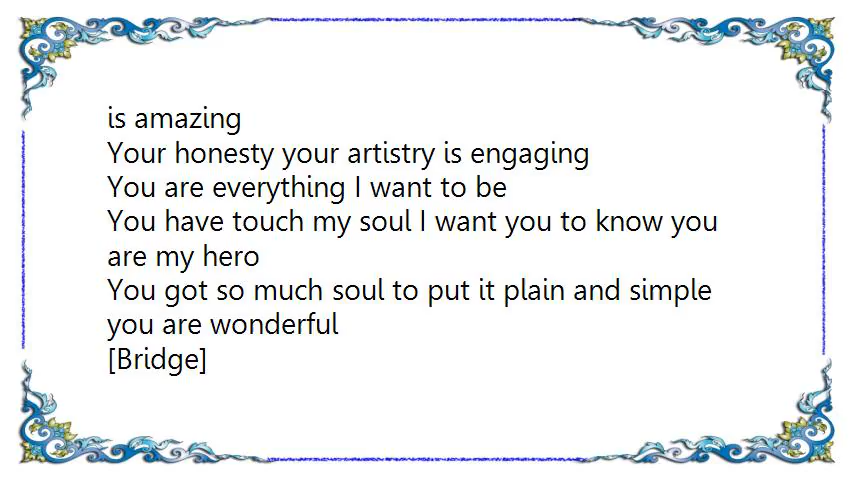 is amazing
Your honesty your artistry is engaging
You are everything I want to be
You have touch my soul I want you to know you
are my hero
You got so much soul to put it plain and simple
you are wonderful
[Bridge]